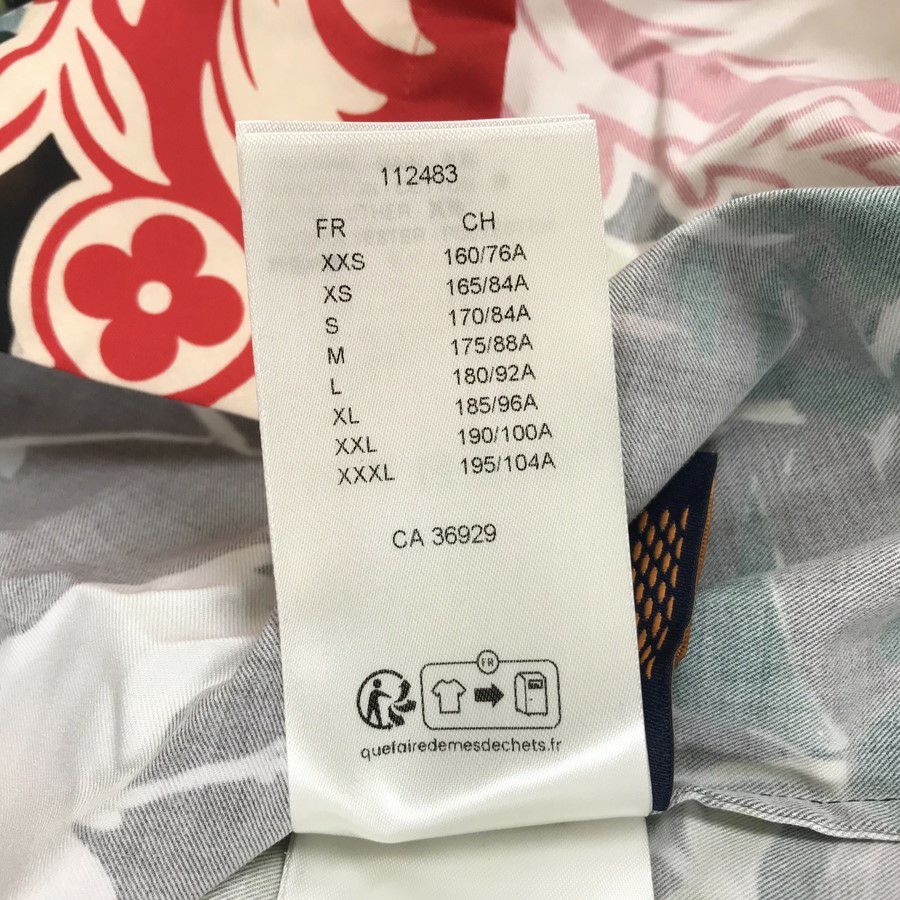 112483
FR CH
XXS 160/76A
XS 165/84A
S 170/84A
M 175/88A
L 180/92A
XL 185/96A
XXL 190/100A
XXXL 195/104A
CA 36929
FR
quefairedemesdechets.fr